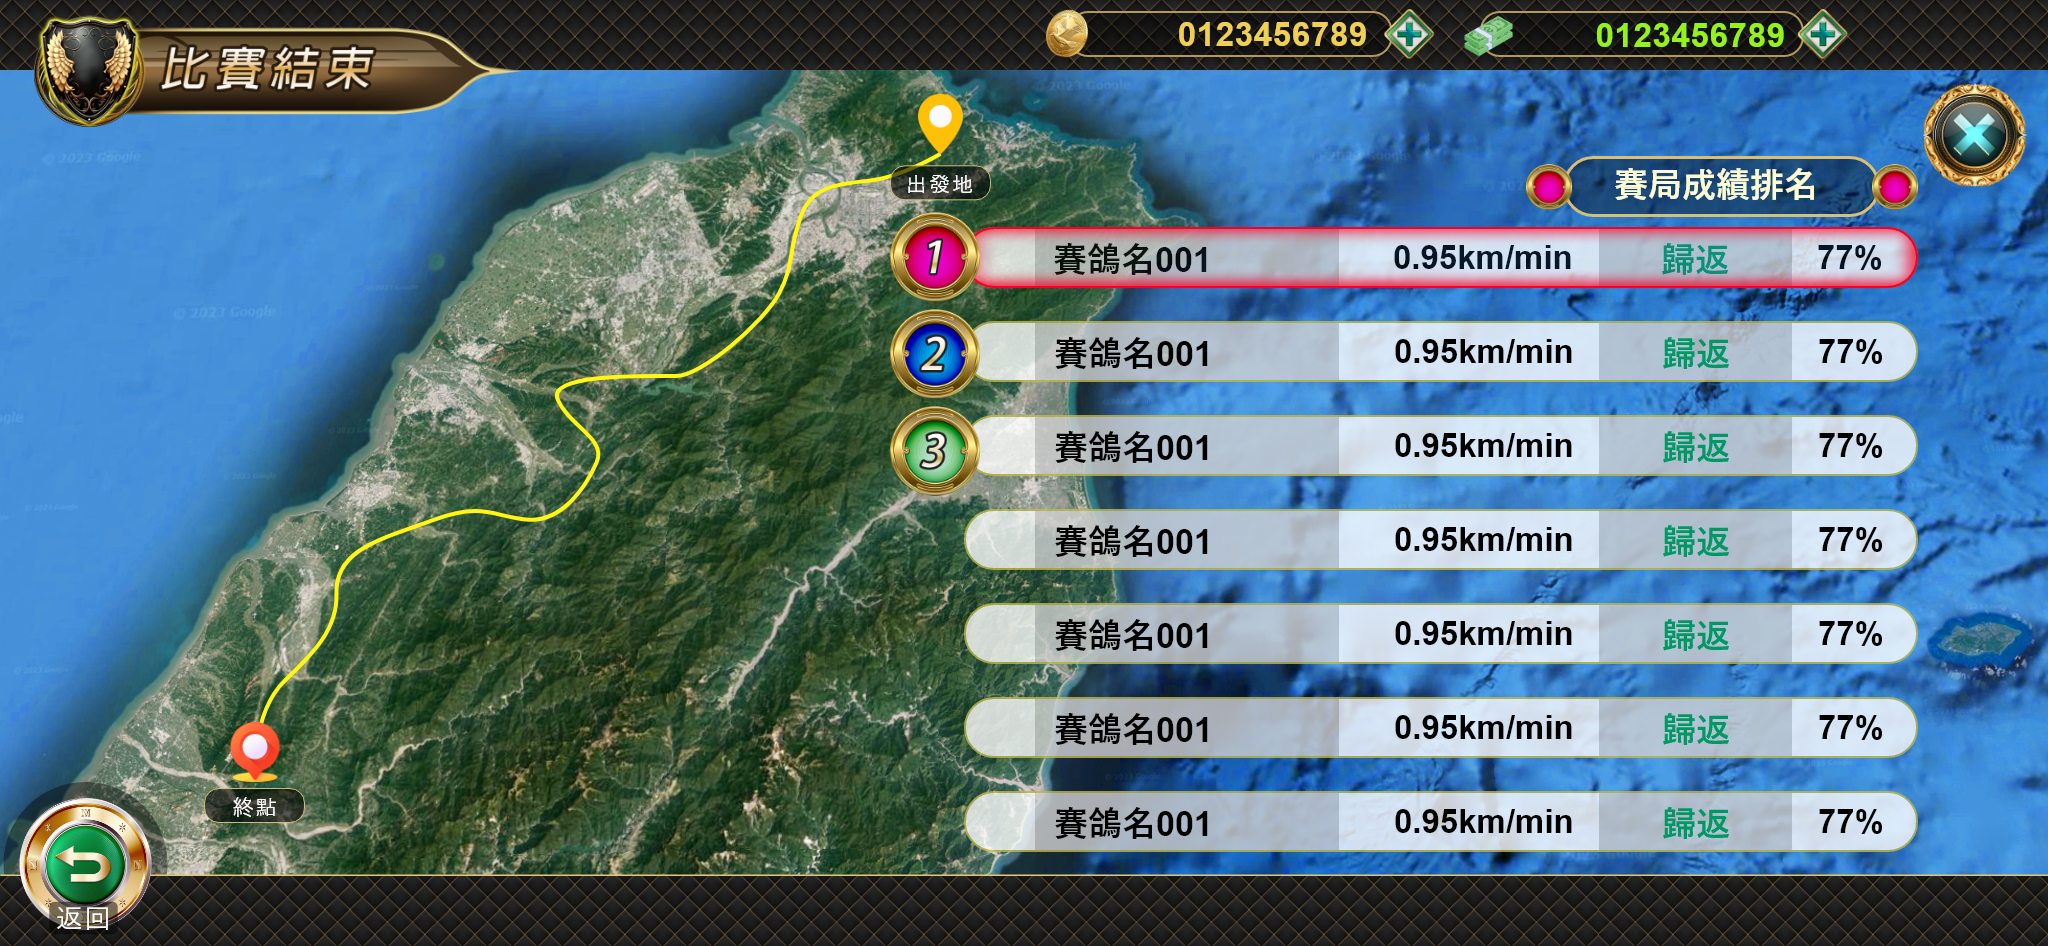 比賽結束
0123456789
0123456789
© 2023 Google
© 2023 Google
出發地
賽局成績排名
1 賽鴿名001 0.95km/min 歸返 77%
2 賽鴿名001 0.95km/min 歸返 77%
3 賽鴿名001 0.95km/min 歸返 77%
賽鴿名001 0.95km/min 歸返 77%
賽鴿名001 0.95km/min 歸返 77%
賽鴿名001 0.95km/min 歸返 77%
賽鴿名001 0.95km/min 歸返 77%
終點
返回